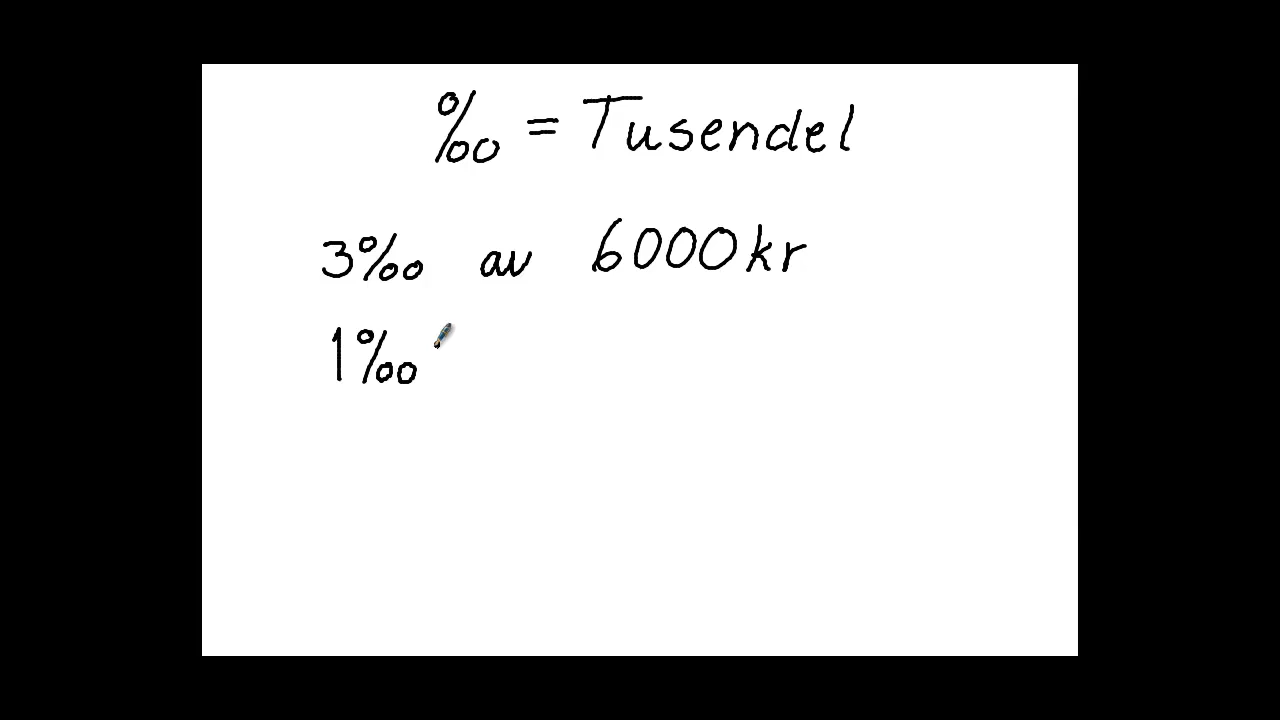 ‰ = Tusendel
3‰ av 6000kr
1‰